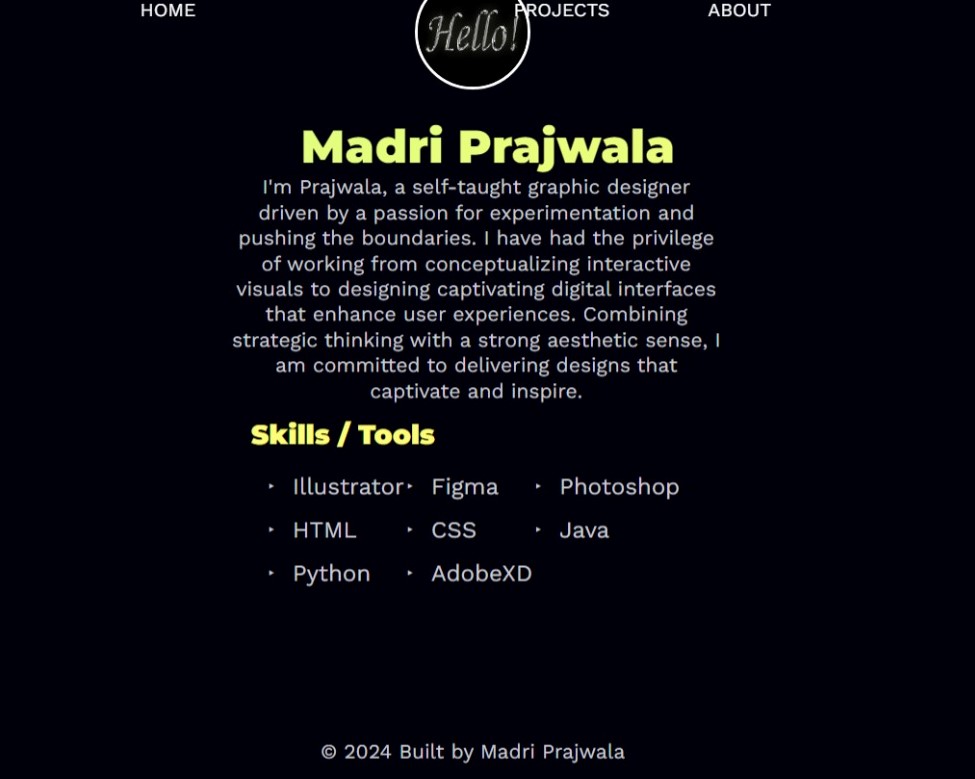 HOME PROJECTS ABOUT
Hello!
Madri Prajwala
I'm Prajwala, a self-taught graphic designer
driven by a passion for experimentation and
pushing the boundaries. I have had the privilege
of working from conceptualizing interactive
visuals to designing captivating digital interfaces
that enhance user experiences. Combining
strategic thinking with a strong aesthetic sense, I
am committed to delivering designs that
captivate and inspire.
Skills / Tools
‣ Illustrator ‣ Figma ‣ Photoshop
‣ HTML ‣ CSS ‣ Java
‣ Python ‣ AdobeXD
© 2024 Built by Madri Prajwala